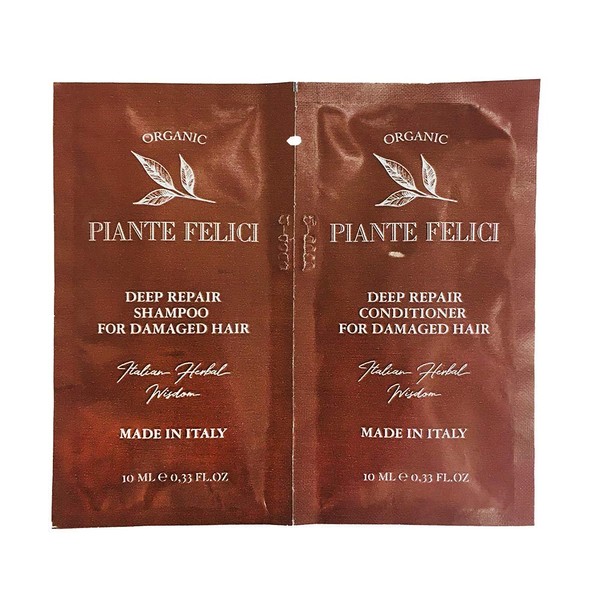 ORGANIC
PIANTE FELICI
DEEP REPAIR
SHAMPOO
FOR DAMAGED HAIR
Italian Herbal
Wisdom
MADE IN ITALY
10 ML ℮ 0,33 FL.OZ
ORGANIC
PIANTE FELICI
DEEP REPAIR
CONDITIONER
FOR DAMAGED HAIR
Italian Herbal
Wisdom
MADE IN ITALY
10 ML ℮ 0,33 FL.OZ